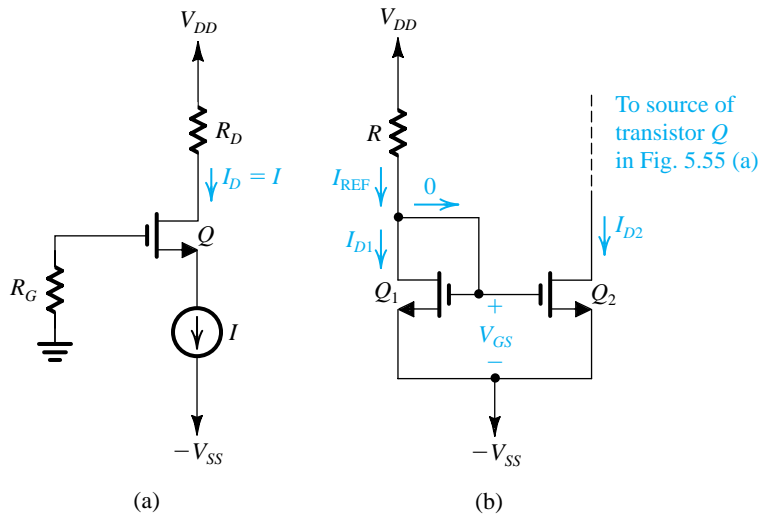 V_DD
R_D
I_D = I
Q
R_G
I
−V_SS
(a)
V_DD
R
I_REF
0
I_D1
Q_1
+
V_GS
−
Q_2
I_D2
To source of
transistor Q
in Fig. 5.55 (a)
−V_SS
(b)